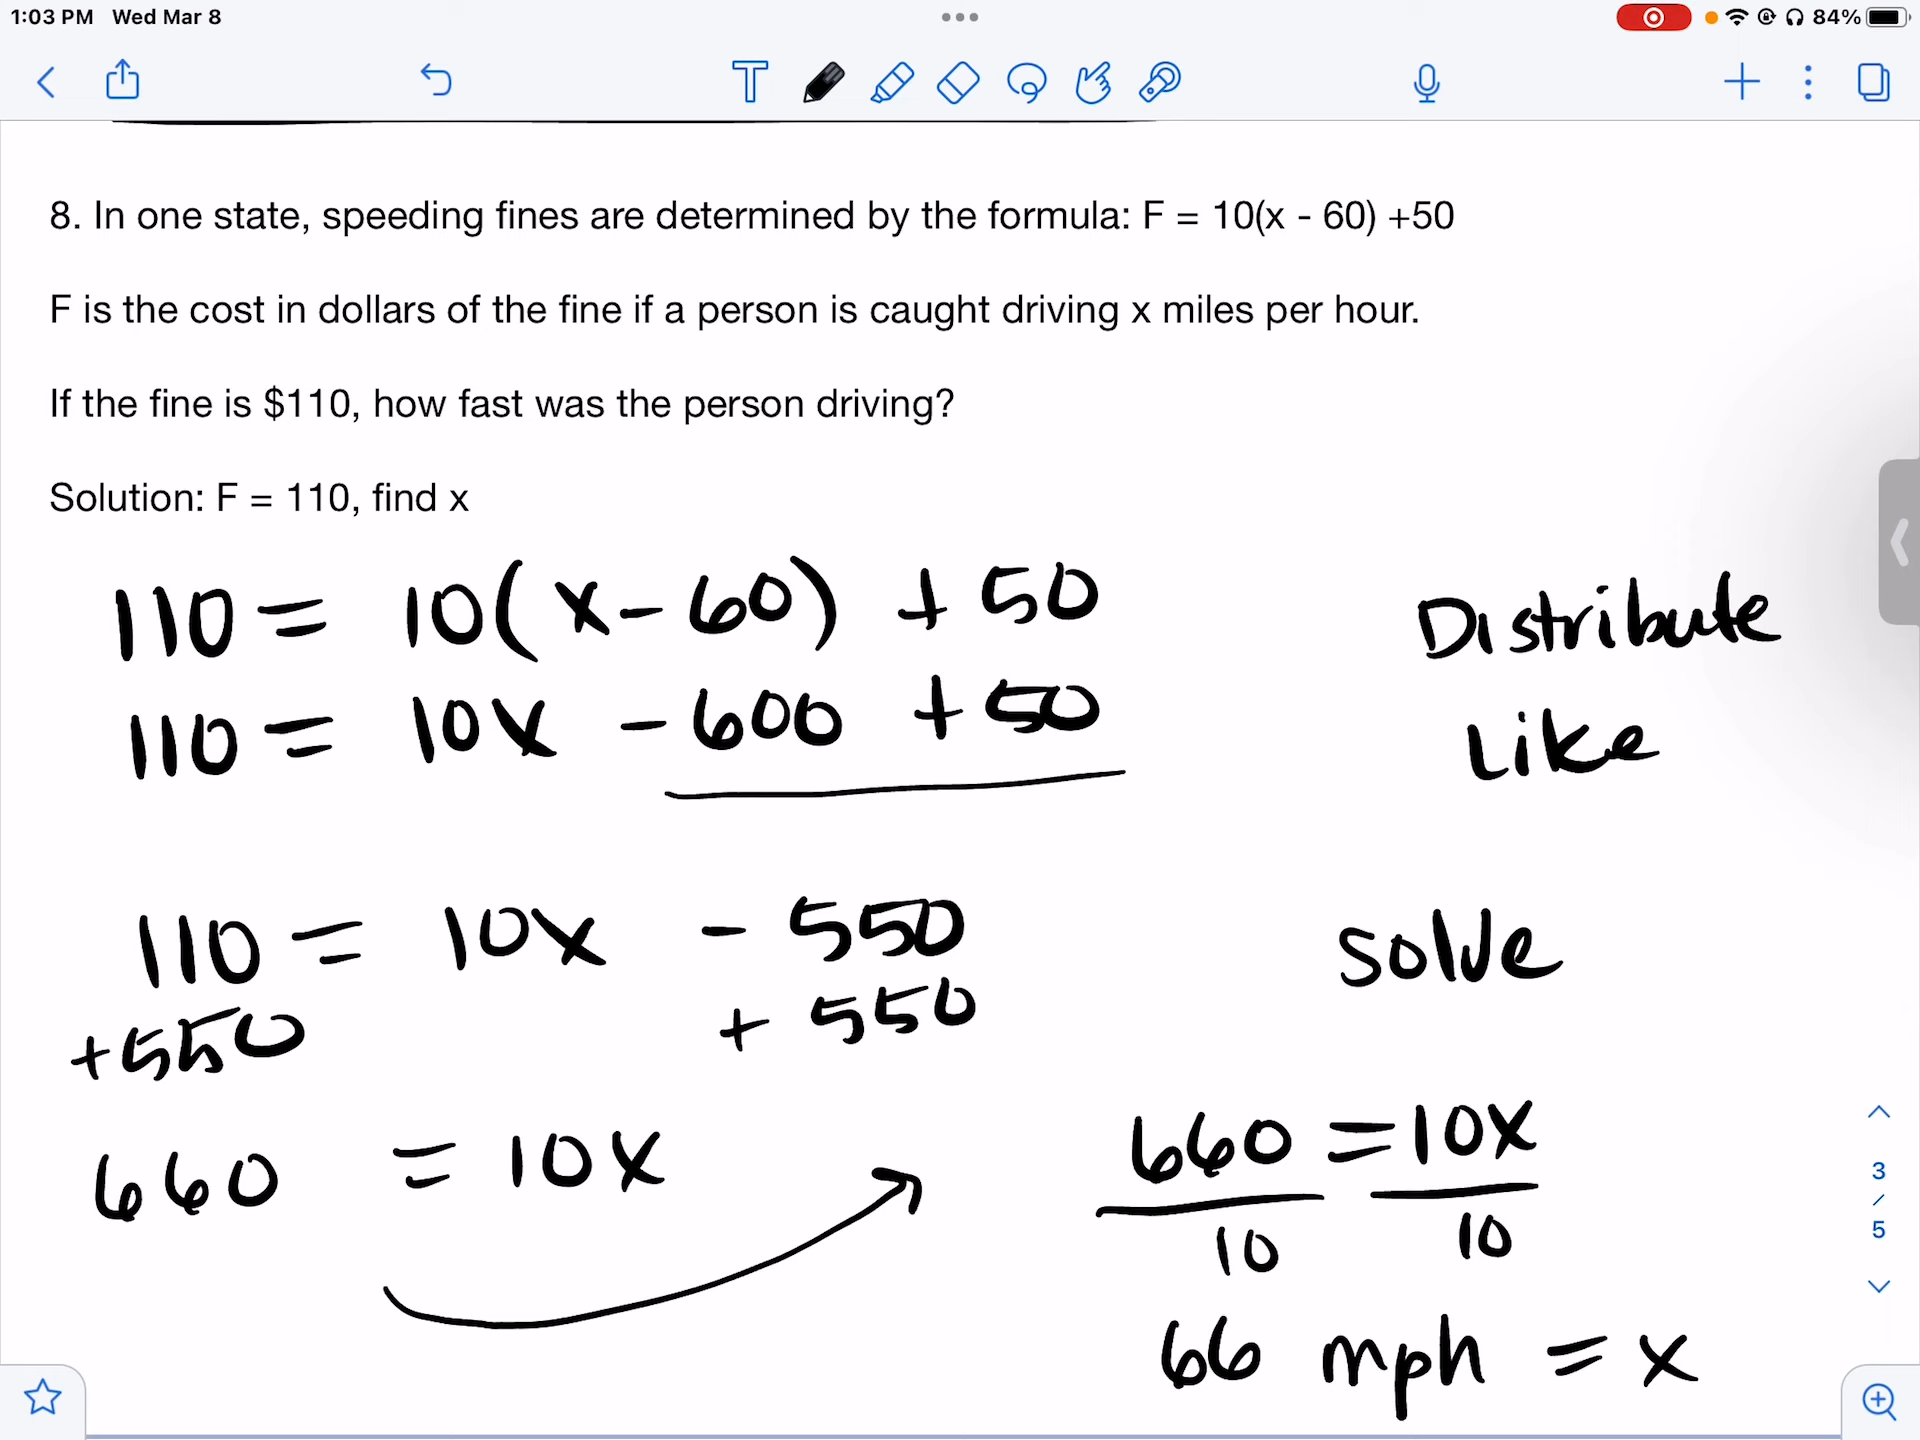 1:03 PM Wed Mar 8
84%
8. In one state, speeding fines are determined by the formula: F = 10(x - 60) +50
F is the cost in dollars of the fine if a person is caught driving x miles per hour.
If the fine is $110, how fast was the person driving?
Solution: F = 110, find x
110 = 10(x - 60) + 50 Distribute
110 = 10x - 600 + 50 Like
110 = 10x - 550 solve
+550 + 550
660 = 10x
660 = 10x
10 10
66 mph = x
3
/
5